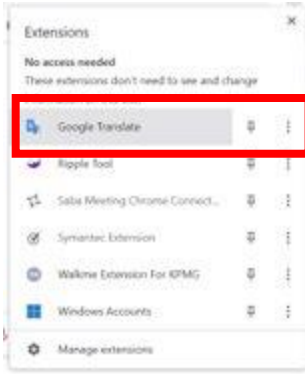 Extensions
No access needed
These extensions don't need to see and change
Google Translate
Ripple Tool
Saba Meeting Chrome Connect...
Symantec Extension
Walkme Extension For KPMG
Windows Accounts
Manage extensions